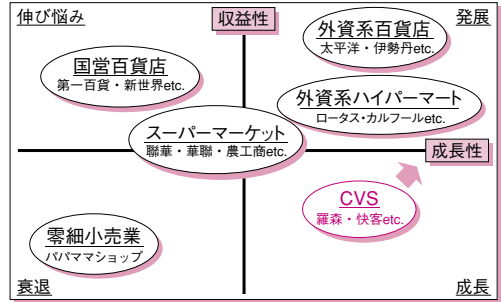 伸び悩み
収益性
発展
外資系百貨店
太平洋・伊勢丹etc.
国営百貨店
第一百貨・新世界etc.
外資系ハイパーマート
ロータス・カルフールetc.
スーパーマーケット
聯華・華聯・農工商etc.
成長性
CVS
羅森・快客etc.
零細小売業
パパママショップ
衰退
成長